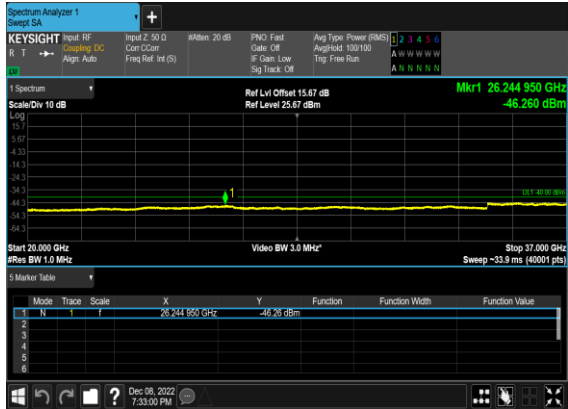 Spectrum Analyzer 1
Swept SA
+
KEYSIGHT Input: RF Input Z: 50 Ω #Atten: 20 dB PNO: Fast Avg Type: Power (RMS) 1 2 3 4 5 6
R T Coupling: DC Corr CCorr Gate: Off Avg|Hold: 100/100 A W W W W W
Align: Auto Freq Ref: Int (S) IF Gain: Low Trig: Free Run
LU Sig Track: Off A N N N N N
1 Spectrum Ref Lvl Offset 15.67 dB Mkr1 26.244 950 GHz
Scale/Div 10 dB Ref Level 25.67 dBm -46.260 dBm
Log
15.7
5.67
-4.33
-14.3
-24.3
-34.3 1 DL1 -40.00 dBm
-44.3
-54.3
-64.3
Start 20.000 GHz Video BW 3.0 MHz* Stop 37.000 GHz
#Res BW 1.0 MHz Sweep ~33.9 ms (40001 pts)
5 Marker Table
Mode Trace Scale X Y Function Function Width Function Value
1 N 1 f 26.244 950 GHz -46.26 dBm
2
3
4
5
6
? Dec 08, 2022
7:33:00 PM